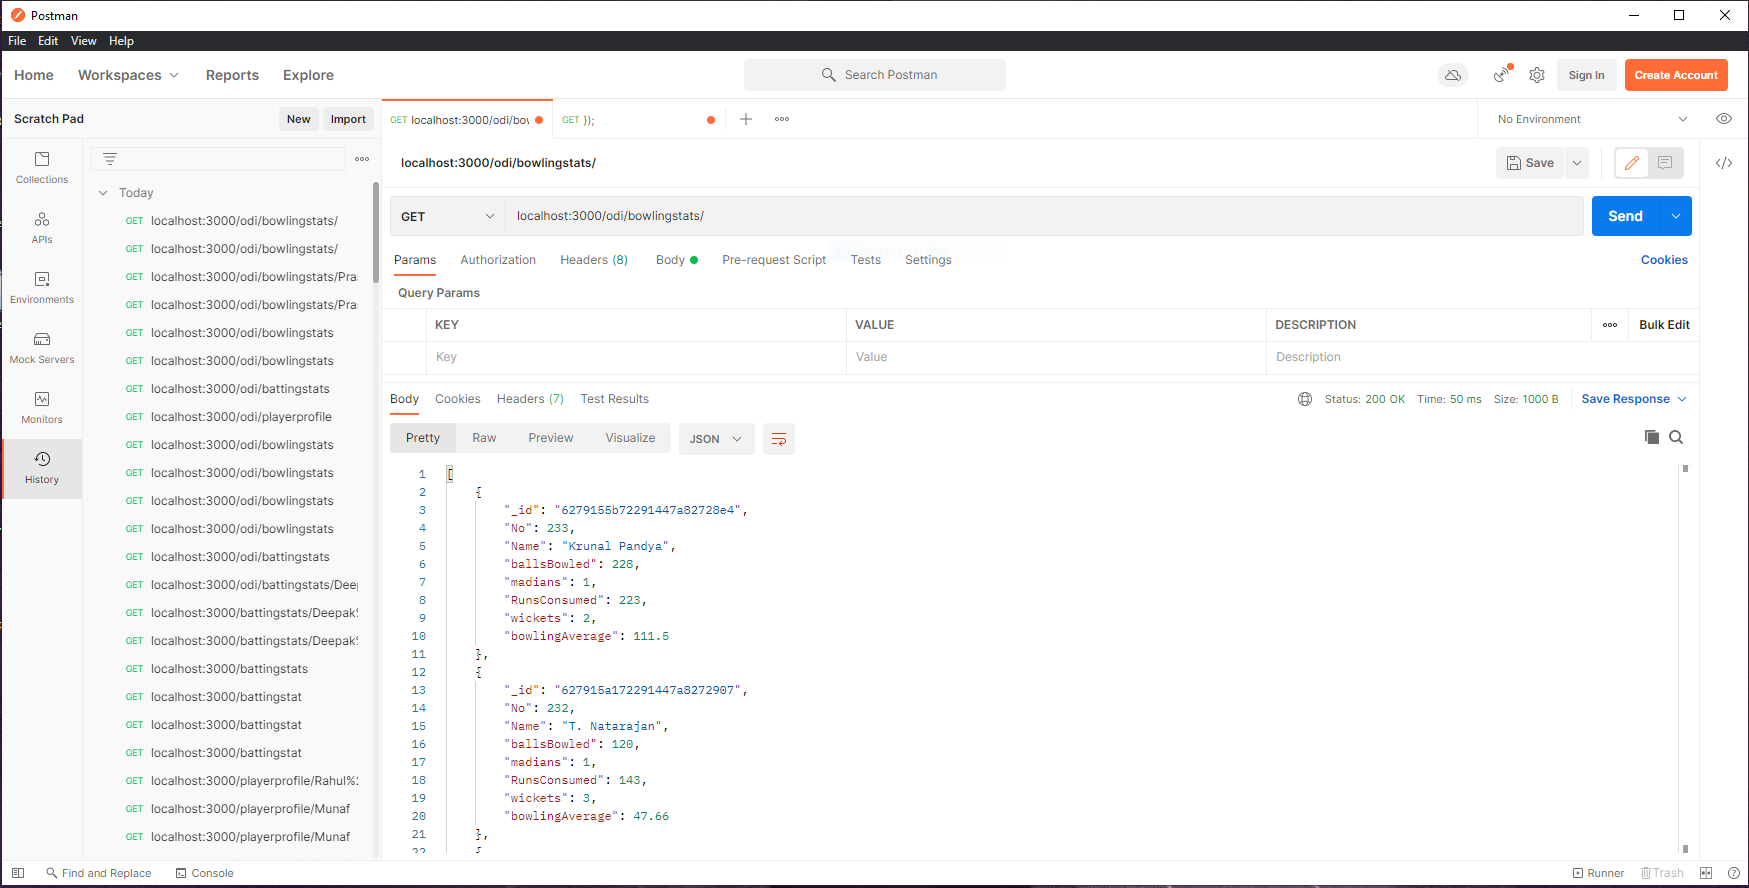 Postman
File Edit View Help
Home Workspaces Reports Explore Search Postman Sign In Create Account
Scratch Pad New Import GET localhost:3000/odi/bov GET }); No Environment
localhost:3000/odi/bowlingstats/ Save
GET localhost:3000/odi/bowlingstats/ Send
Params Authorization Headers (8) Body Pre-request Script Tests Settings Cookies
Query Params
KEY VALUE DESCRIPTION Bulk Edit
Key Value Description
Body Cookies Headers (7) Test Results Status: 200 OK Time: 50 ms Size: 1000 B Save Response
Pretty Raw Preview Visualize JSON
Collections
APIs
Environments
Mock Servers
Monitors
History
Today
GET localhost:3000/odi/bowlingstats/
GET localhost:3000/odi/bowlingstats/
GET localhost:3000/odi/bowlingstats/Pra
GET localhost:3000/odi/bowlingstats/Pra
GET localhost:3000/odi/bowlingstats
GET localhost:3000/odi/bowlingstats
GET localhost:3000/odi/battingstats
GET localhost:3000/odi/playerprofile
GET localhost:3000/odi/bowlingstats
GET localhost:3000/odi/bowlingstats
GET localhost:3000/odi/bowlingstats
GET localhost:3000/odi/bowlingstats
GET localhost:3000/odi/battingstats
GET localhost:3000/odi/battingstats/Deep
GET localhost:3000/battingstats/Deepak%
GET localhost:3000/battingstats/Deepak%
GET localhost:3000/battingstats
GET localhost:3000/battingstat
GET localhost:3000/battingstat
GET localhost:3000/battingstat
GET localhost:3000/playerprofile/Rahul%2
GET localhost:3000/playerprofile/Munaf
GET localhost:3000/playerprofile/Munaf
1 [
2 {
3 "_id": "6279155b72291447a82728e4",
4 "No": 233,
5 "Name": "Krunal Pandya",
6 "ballsBowled": 228,
7 "madians": 1,
8 "RunsConsumed": 223,
9 "wickets": 2,
10 "bowlingAverage": 111.5
11 },
12 {
13 "_id": "627915a172291447a8272907",
14 "No": 232,
15 "Name": "T. Natarajan",
16 "ballsBowled": 120,
17 "madians": 1,
18 "RunsConsumed": 143,
19 "wickets": 3,
20 "bowlingAverage": 47.66
21 },
22 {
Find and Replace Console Runner Trash